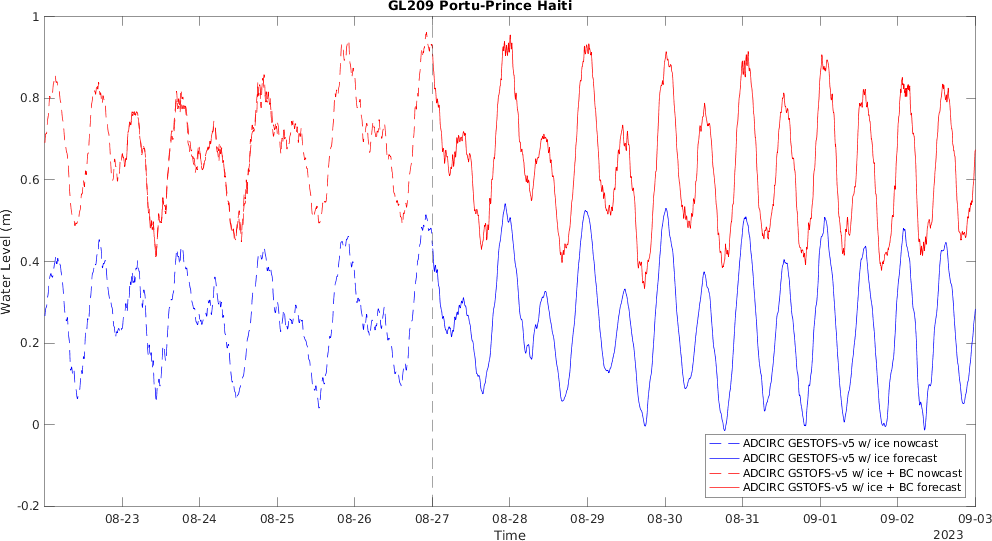 GL209 Portu-Prince Haiti
1
0.8
0.6
0.4
0.2
0
-0.2
Water Level (m)
ADCIRC GESTOFS-v5 w/ ice nowcast
ADCIRC GESTOFS-v5 w/ ice forecast
ADCIRC GSTOFS-v5 w/ ice + BC nowcast
ADCIRC GSTOFS-v5 w/ ice + BC forecast
08-23 08-24 08-25 08-26 08-27 08-28 08-29 08-30 08-31 09-01 09-02 09-03
Time
2023